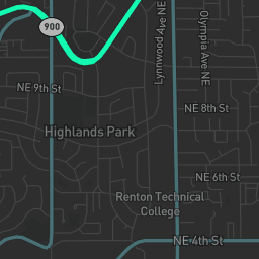 900
Lynnwood Ave NE
Olympia Ave NE
NE 9th St
NE 8th St
Highlands Park
NE 6th St
Renton Technical
College
NE 4th St